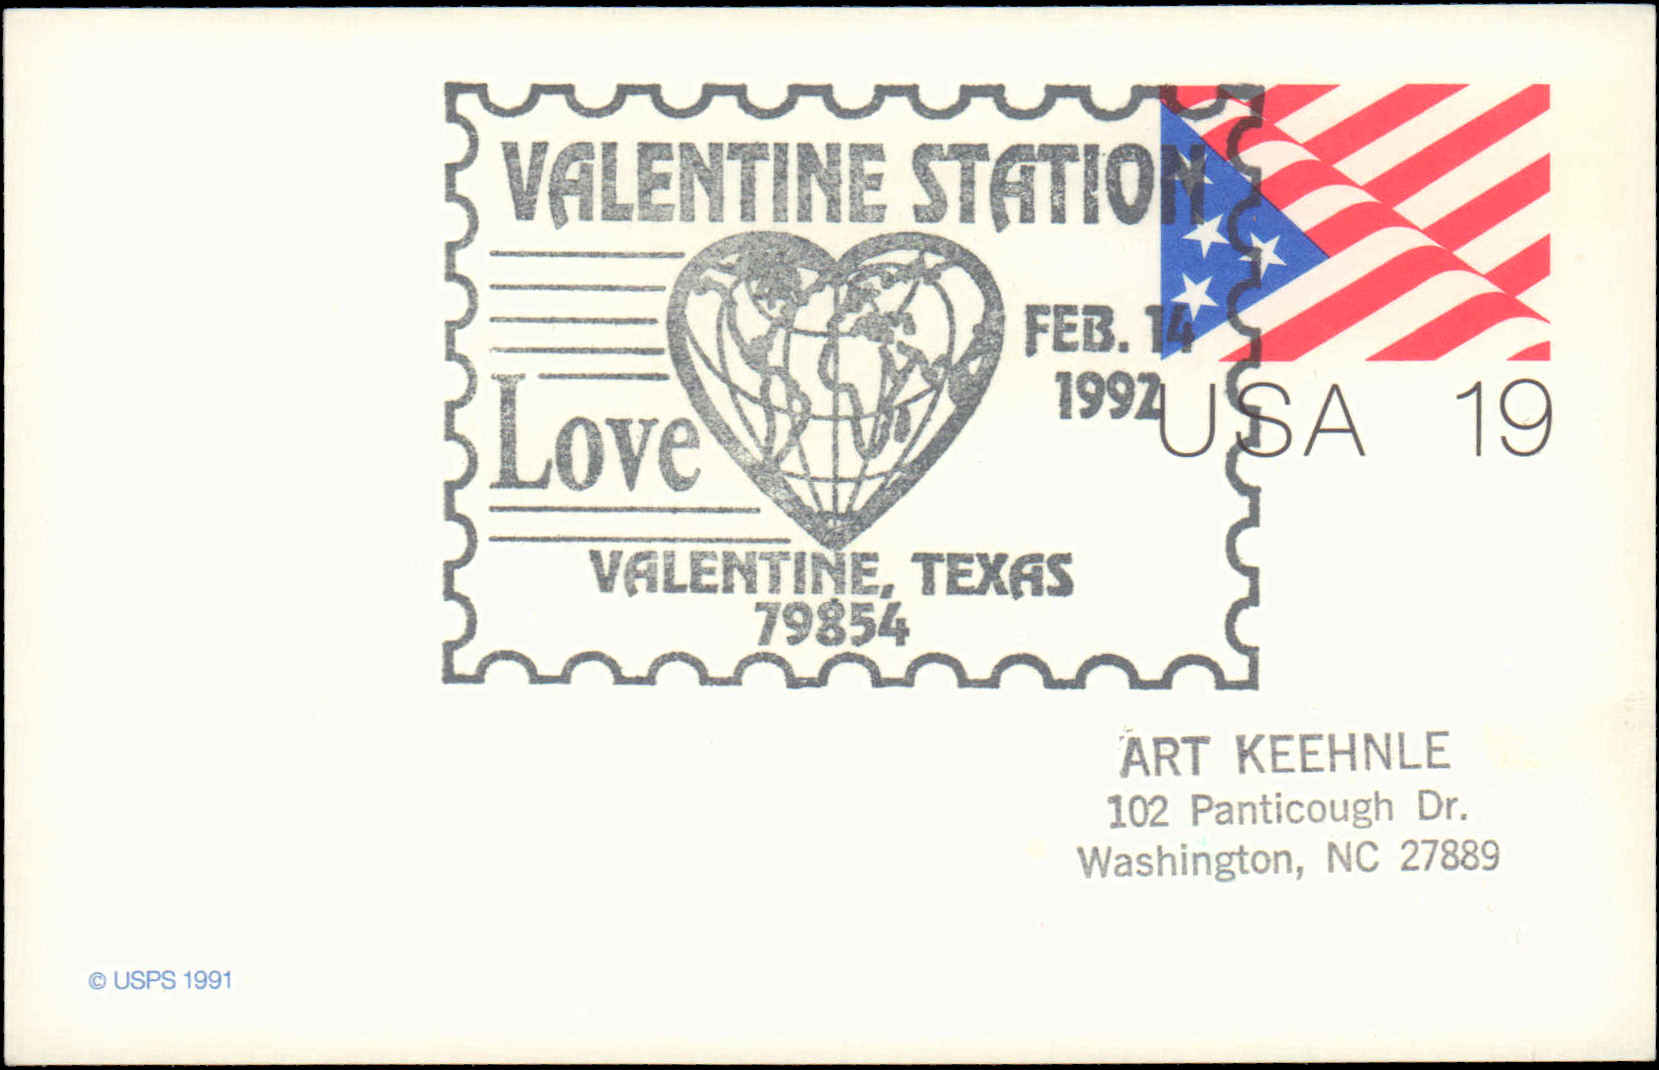 VALENTINE STATION
FEB. 14
1992
Love
VALENTINE, TEXAS
79854
USA 19
ART KEEHNLE
102 Panticough Dr.
Washington, NC 27889
© USPS 1991